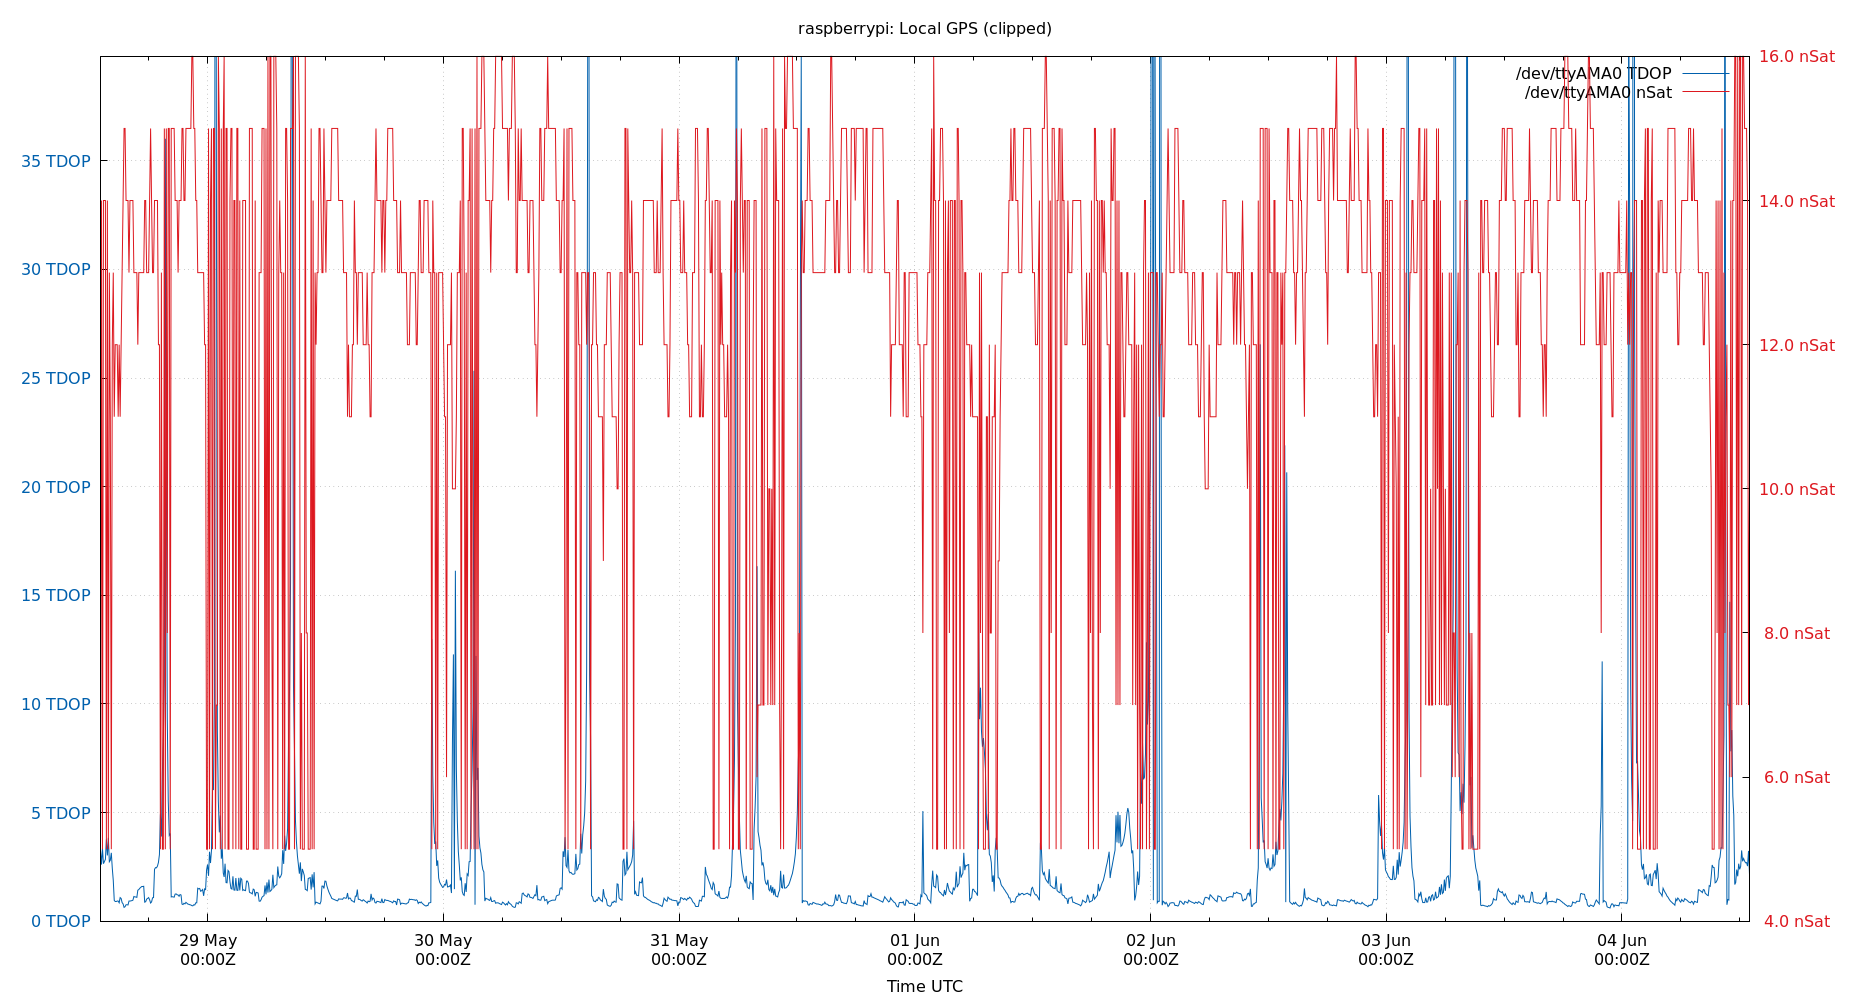 raspberrypi: Local GPS (clipped)
/dev/ttyAMA0 TDOP
/dev/ttyAMA0 nSat
35 TDOP
30 TDOP
25 TDOP
20 TDOP
15 TDOP
10 TDOP
5 TDOP
0 TDOP
16.0 nSat
14.0 nSat
12.0 nSat
10.0 nSat
8.0 nSat
6.0 nSat
4.0 nSat
29 May
00:00Z
30 May
00:00Z
31 May
00:00Z
01 Jun
00:00Z
02 Jun
00:00Z
03 Jun
00:00Z
04 Jun
00:00Z
Time UTC